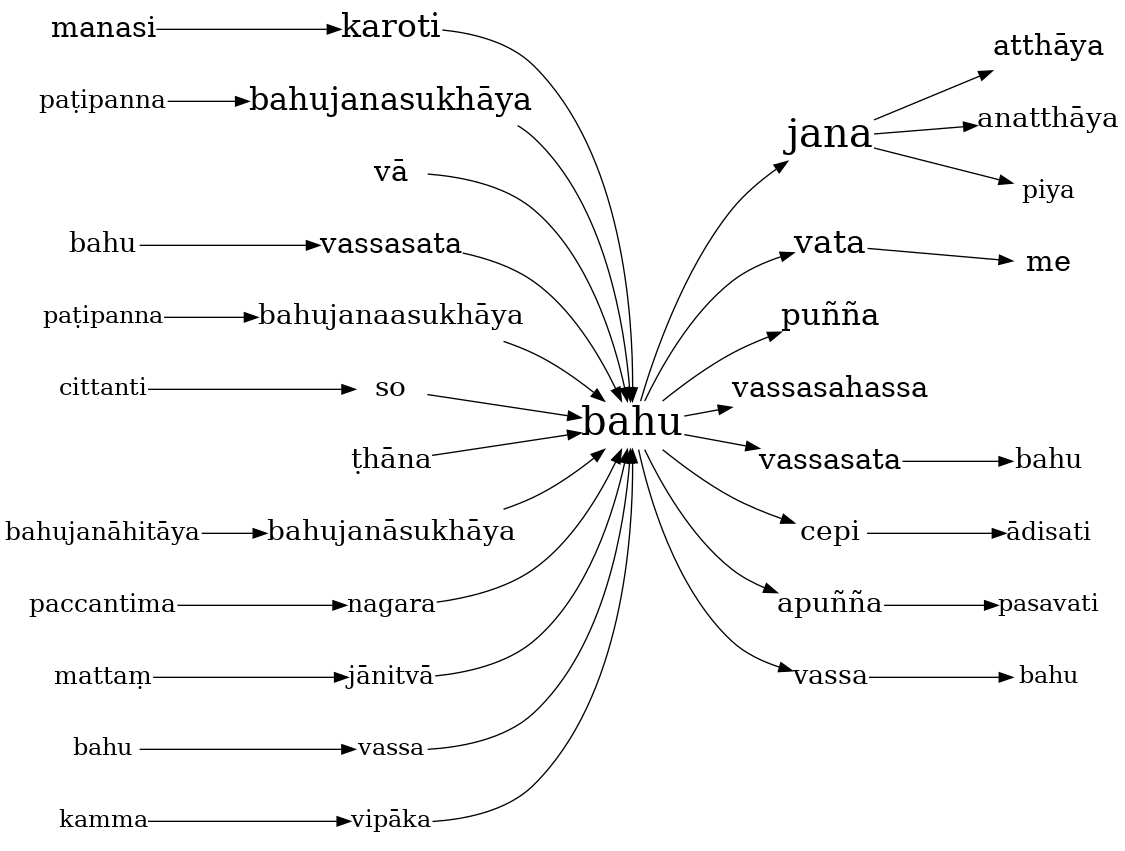 manasi karoti
atthāya
paṭipanna bahujanasukhāya
anatthāya
jana
vā
piya
bahu vassasata
vata me
paṭipanna bahujanaasukhāya
puñña
cittanti so
vassasahassa
bahu
ṭhāna
vassasata bahu
bahujanāhitāya bahujanāsukhāya
cepi ādisati
paccantima nagara
apuñña pasavati
mattaṃ jānitvā
vassa bahu
bahu vassa
kamma vipāka